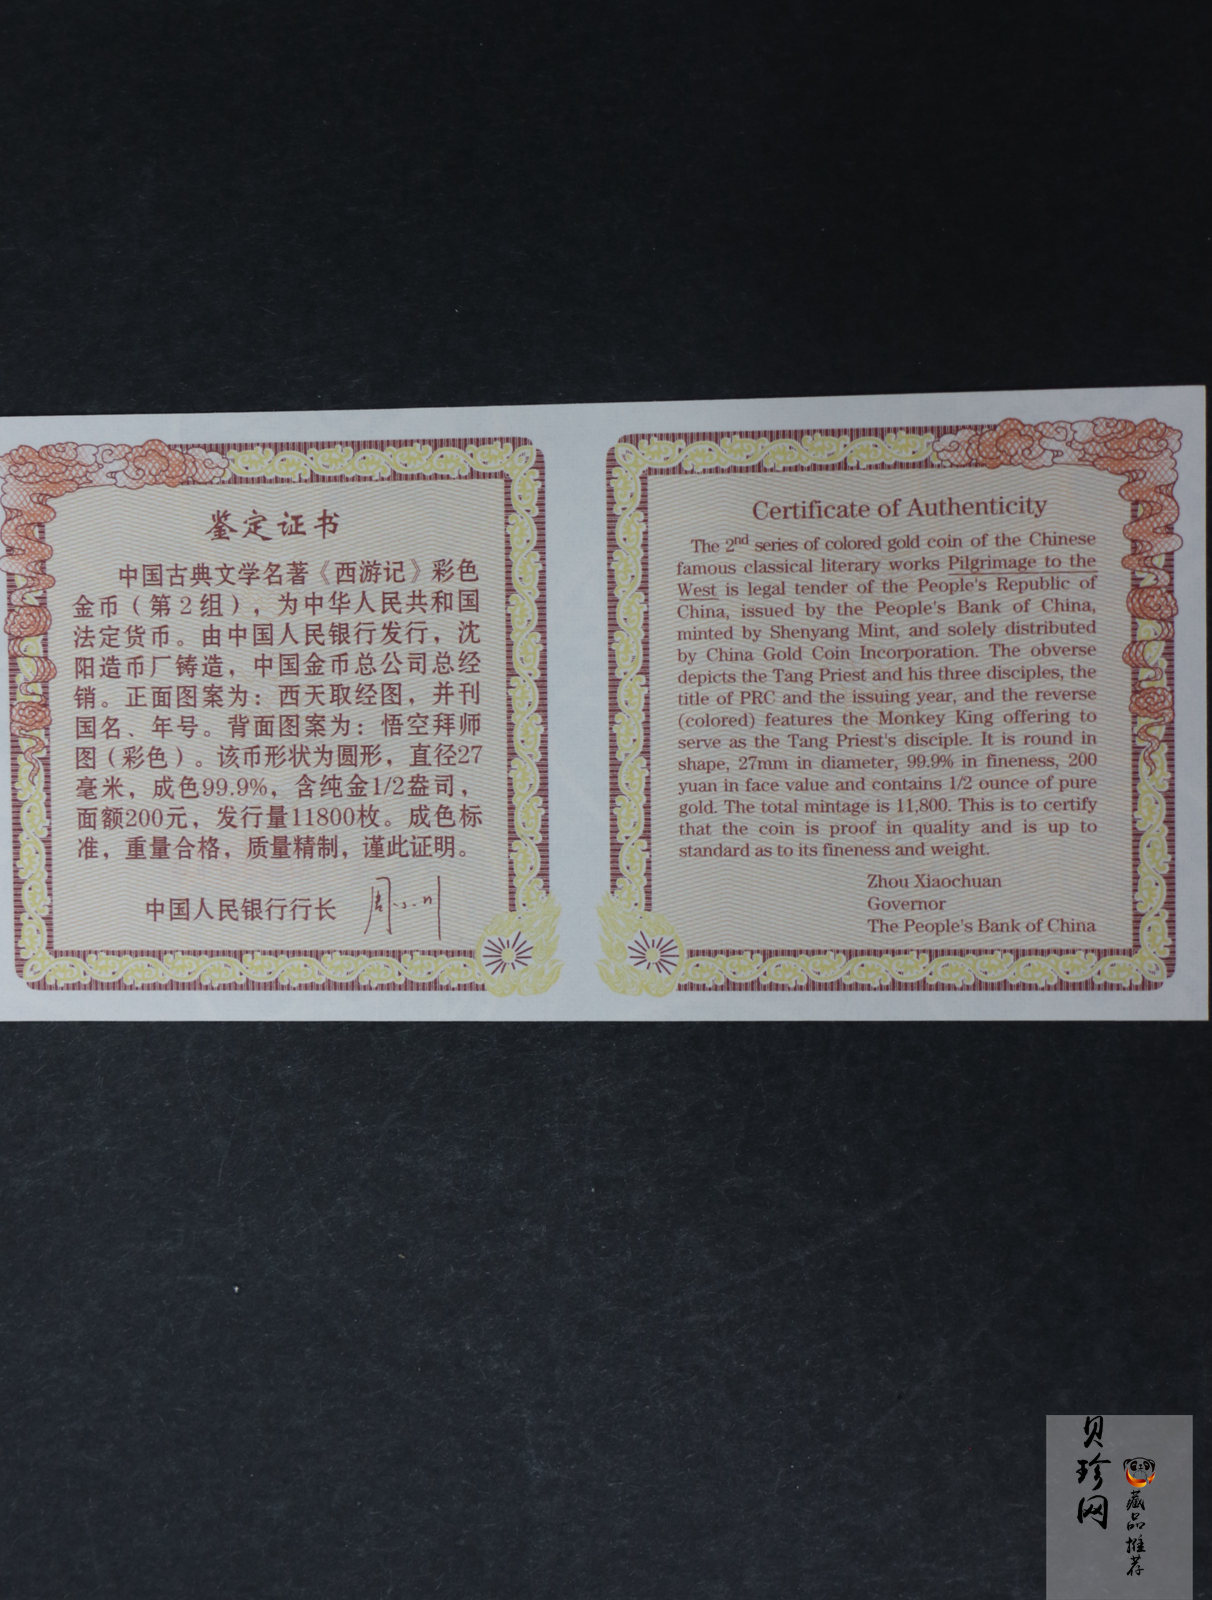 鉴定证书
中国古典文学名著《西游记》彩色
金币（第2组），为中华人民共和国
法定货币。由中国人民银行发行，沈
阳造币厂铸造，中国金币总公司总经
销。正面图案为：西天取经图，并刊
国名、年号。背面图案为：悟空拜师
图（彩色）。该币形状为圆形，直径27
毫米，成色99.9%，含纯金1/2盎司，
面额200元，发行量11800枚。成色标
准，重量合格，质量精制，谨此证明。
中国人民银行行长 周小川
Certificate of Authenticity
The 2nd series of colored gold coin of the Chinese
famous classical literary works Pilgrimage to the
West is legal tender of the People's Republic of
China, issued by the People's Bank of China,
minted by Shenyang Mint, and solely distributed
by China Gold Coin Incorporation. The obverse
depicts the Tang Priest and his three disciples, the
title of PRC and the issuing year, and the reverse
(colored) features the Monkey King offering to
serve as the Tang Priest's disciple. It is round in
shape, 27mm in diameter, 99.9% in fineness, 200
yuan in face value and contains 1/2 ounce of pure
gold. The total mintage is 11,800. This is to certify
that the coin is proof in quality and is up to
standard as to its fineness and weight.
Zhou Xiaochuan
Governor
The People's Bank of China
贝珍网
藏品推荐